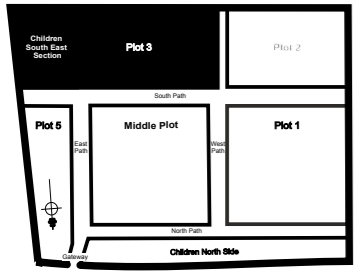 Children
South East
Section
Plot 3
Plot 2
South Path
Plot 5
East
Path
Middle Plot
West
Path
Plot 1
North Path
Gateway
Children North Side